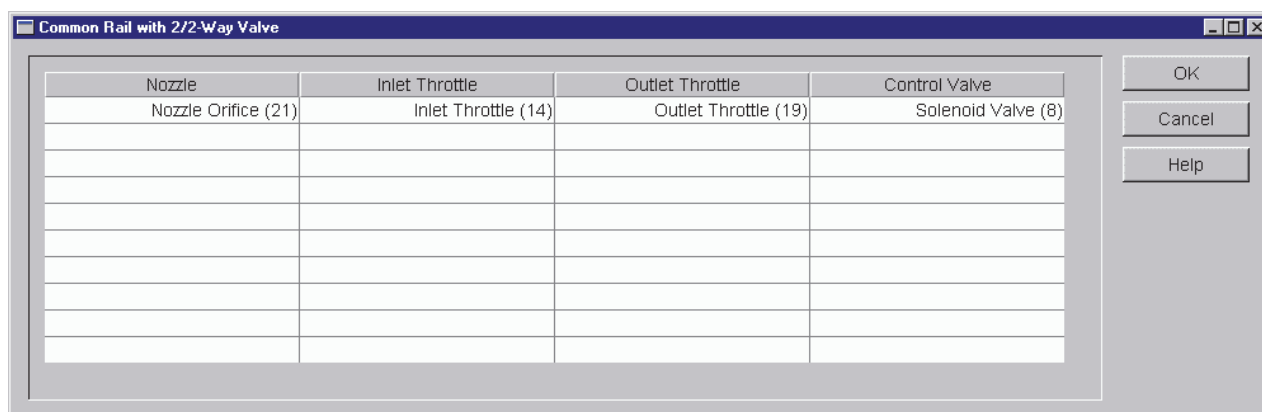 Common Rail with 2/2-Way Valve
Nozzle Inlet Throttle Outlet Throttle Control Valve
Nozzle Orifice (21) Inlet Throttle (14) Outlet Throttle (19) Solenoid Valve (8)
OK
Cancel
Help